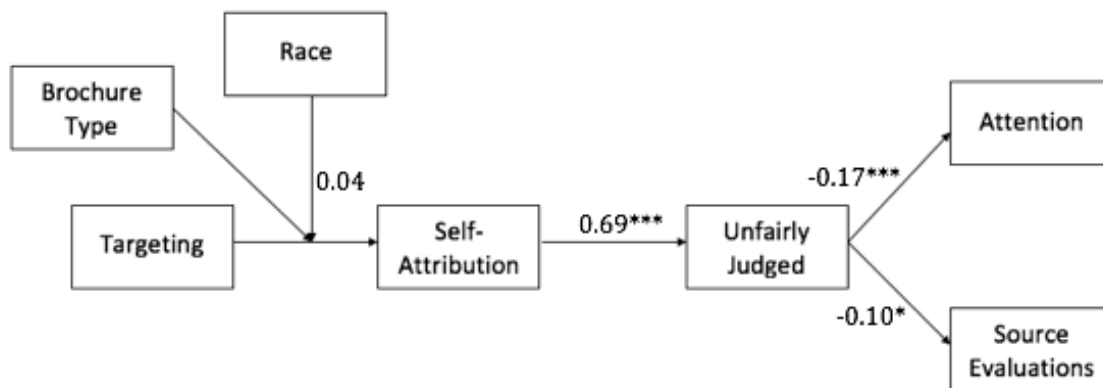 Race
Brochure
Type
Attention
-0.17***
0.04
0.69***
Targeting
Self-
Attribution
Unfairly
Judged
-0.10*
Source
Evaluations